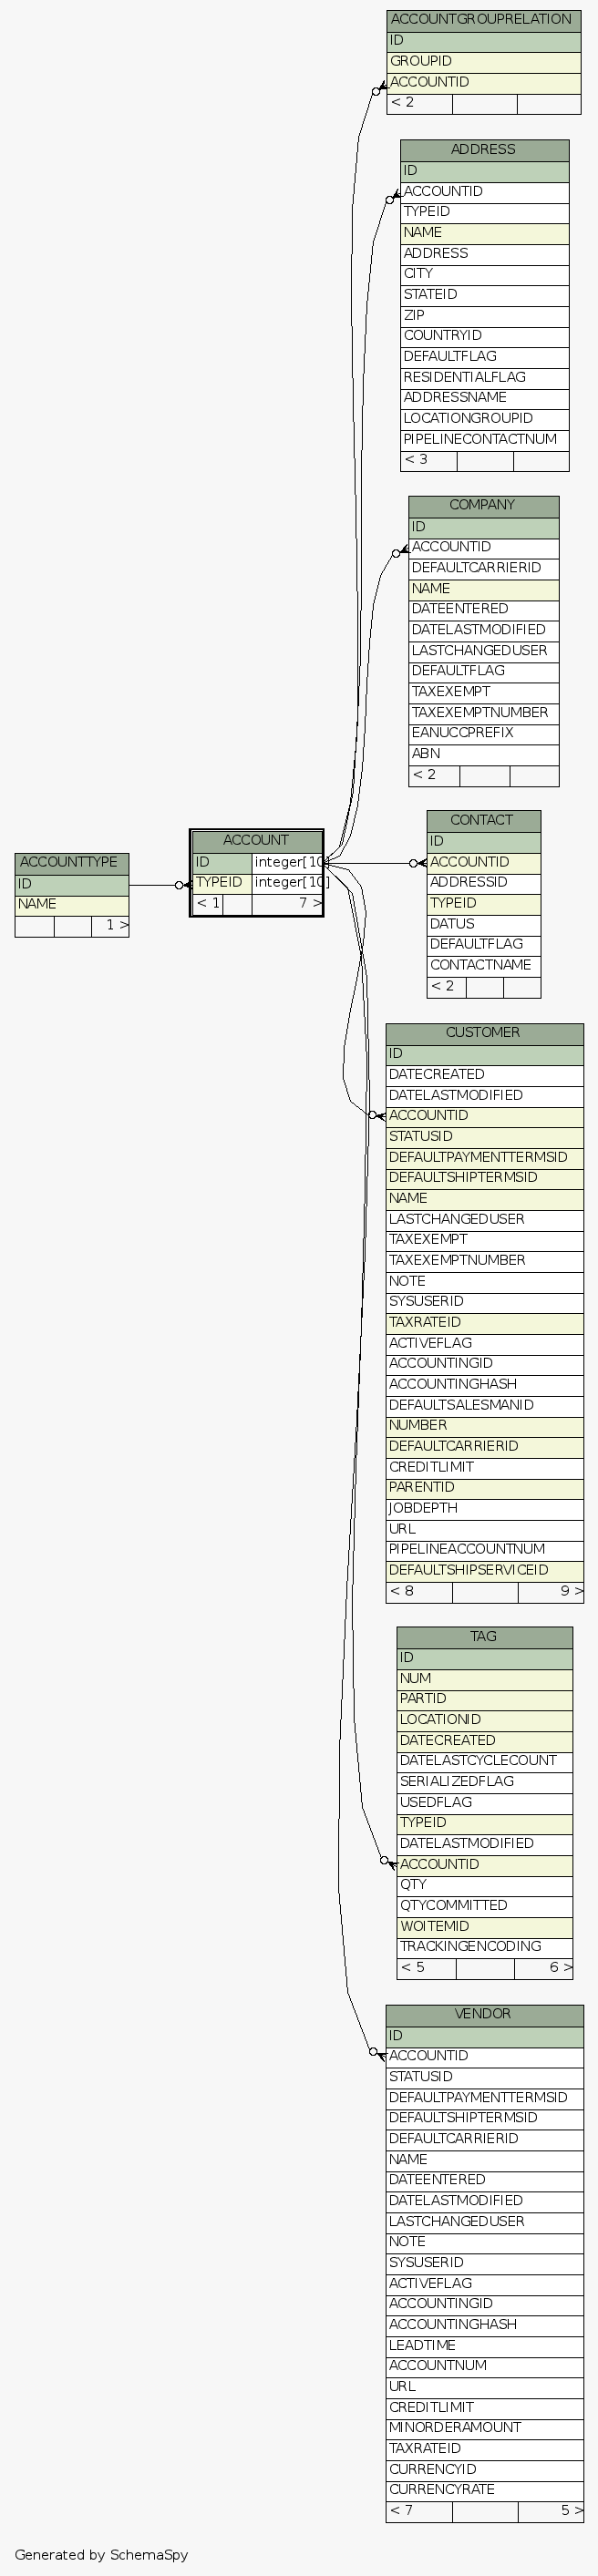 ACCOUNTGROUPRELATION
ID
GROUPID
ACCOUNTID
< 2
ADDRESS
ID
ACCOUNTID
TYPEID
NAME
ADDRESS
CITY
STATEID
ZIP
COUNTRYID
DEFAULTFLAG
RESIDENTIALFLAG
ADDRESSNAME
LOCATIONGROUPID
PIPELINECONTACTNUM
< 3
COMPANY
ID
ACCOUNTID
DEFAULTCARRIERID
NAME
DATEENTERED
DATELASTMODIFIED
LASTCHANGEDUSER
DEFAULTFLAG
TAXEXEMPT
TAXEXEMPTNUMBER
EANUCCPREFIX
ABN
< 2
ACCOUNTTYPE
ID
NAME
1 >
ACCOUNT
ID integer[10]
TYPEID integer[10]
< 1 7 >
CONTACT
ID
ACCOUNTID
ADDRESSID
TYPEID
DATUS
DEFAULTFLAG
CONTACTNAME
< 2
CUSTOMER
ID
DATECREATED
DATELASTMODIFIED
ACCOUNTID
STATUSID
DEFAULTPAYMENTTERMSID
DEFAULTSHIPTERMSID
NAME
LASTCHANGEDUSER
TAXEXEMPT
TAXEXEMPTNUMBER
NOTE
SYSUSERID
TAXRATEID
ACTIVEFLAG
ACCOUNTINGID
ACCOUNTINGHASH
DEFAULTSALESMANID
NUMBER
DEFAULTCARRIERID
CREDITLIMIT
PARENTID
JOBDEPTH
URL
PIPELINEACCOUNTNUM
DEFAULTSHIPSERVICEID
< 8 9 >
TAG
ID
NUM
PARTID
LOCATIONID
DATECREATED
DATELASTCYCLECOUNT
SERIALIZEDFLAG
USEDFLAG
TYPEID
DATELASTMODIFIED
ACCOUNTID
QTY
QTYCOMMITTED
WOITEMID
TRACKINGENCODING
< 5 6 >
VENDOR
ID
ACCOUNTID
STATUSID
DEFAULTPAYMENTTERMSID
DEFAULTSHIPTERMSID
DEFAULTCARRIERID
NAME
DATEENTERED
DATELASTMODIFIED
LASTCHANGEDUSER
NOTE
SYSUSERID
ACTIVEFLAG
ACCOUNTINGID
ACCOUNTINGHASH
LEADTIME
ACCOUNTNUM
URL
CREDITLIMIT
MINORDERAMOUNT
TAXRATEID
CURRENCYID
CURRENCYRATE
< 7 5 >
Generated by SchemaSpy